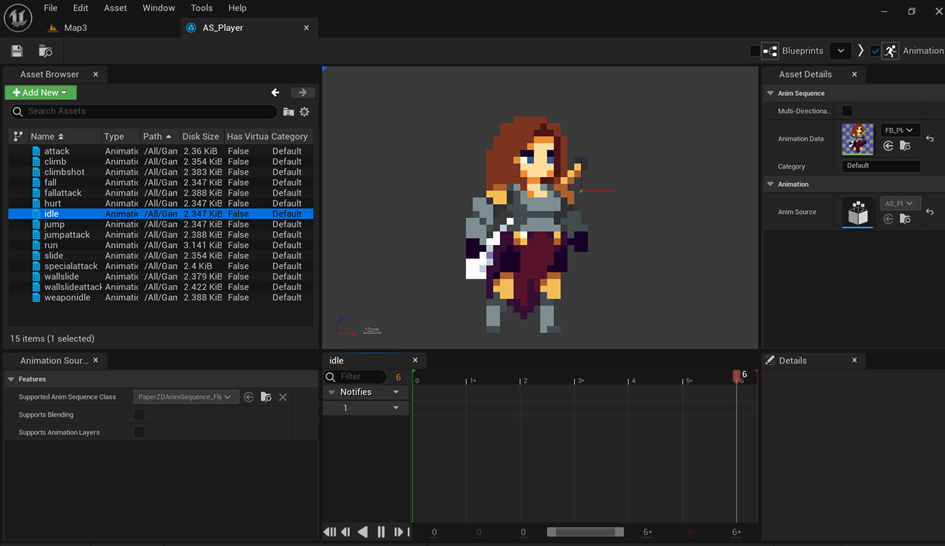 File Edit Asset Window Tools Help
Map3
AS_Player
Blueprints
Animation
Asset Browser
Add New
Search Assets
Name Type Path Disk Size Has Virtua Category
attack Animatic /All/Gan 2.36 KiB False Default
climb Animatic /All/Gan 2.354 KiB False Default
climbshot Animatic /All/Gan 2.383 KiB False Default
fall Animatic /All/Gan 2.347 KiB False Default
fallattack Animatic /All/Gan 2.388 KiB False Default
hurt Animatic /All/Gan 2.347 KiB False Default
idle Animatic /All/Gan 2.347 KiB False Default
jump Animatic /All/Gan 2.347 KiB False Default
jumpattack Animatic /All/Gan 2.388 KiB False Default
run Animatic /All/Gan 3.141 KiB False Default
slide Animatic /All/Gan 2.354 KiB False Default
specialattack Animatic /All/Gan 2.4 KiB False Default
wallslide Animatic /All/Gan 2.379 KiB False Default
wallslideattack Animatic /All/Gan 2.422 KiB False Default
weaponidle Animatic /All/Gan 2.388 KiB False Default
15 items (1 selected)
10cm
Asset Details
Anim Sequence
Multi-Directiona..
Animation Data FB_Pl
Category Default
Animation
Anim Source AS_Pl
Animation Sour...
Features
Supported Anim Sequence Class PaperZDAnimSequence_Flip
Supports Blending
Supports Animation Layers
idle
Filter 6
Notifies
1
0 1+ 2 3+ 4 5+ 6
0 0 0 6+ 6+ 6+
Details